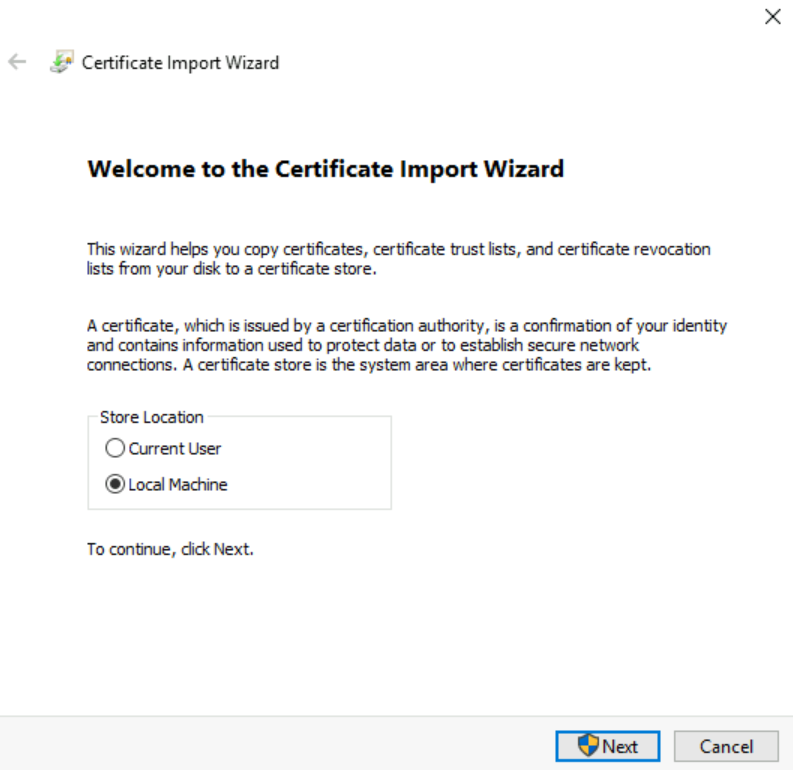 Certificate Import Wizard
Welcome to the Certificate Import Wizard
This wizard helps you copy certificates, certificate trust lists, and certificate revocation
lists from your disk to a certificate store.
A certificate, which is issued by a certification authority, is a confirmation of your identity
and contains information used to protect data or to establish secure network
connections. A certificate store is the system area where certificates are kept.
Store Location
Current User
Local Machine
To continue, click Next.
Next
Cancel